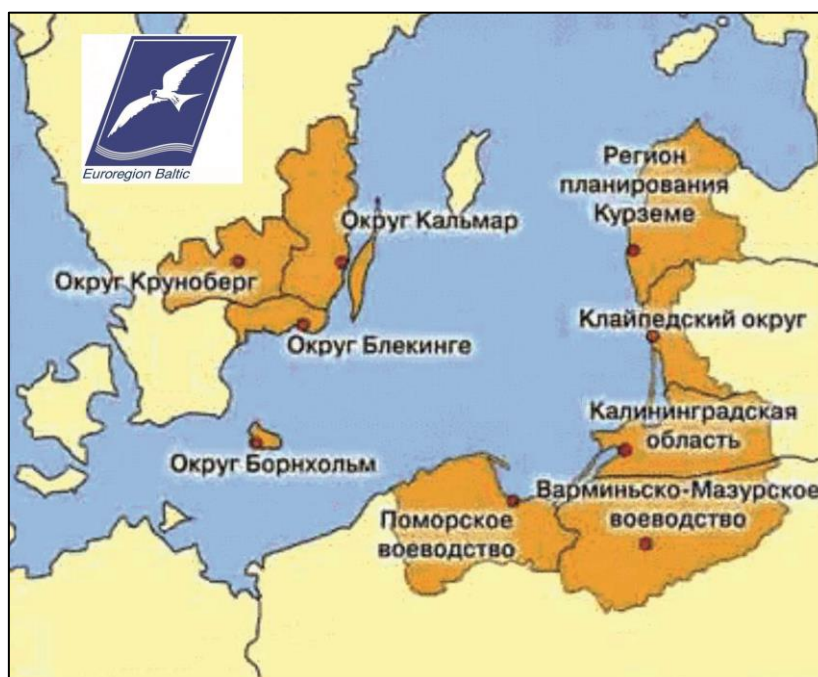 Euroregion Baltic
Регион
планирования
Курземе
Округ Кальмар
Округ Круноберг
Клайпедский округ
Округ Блекинге
Калининградская
область
Округ Борнхольм
Варминьско-Мазурское
воеводство
Поморское
воеводство